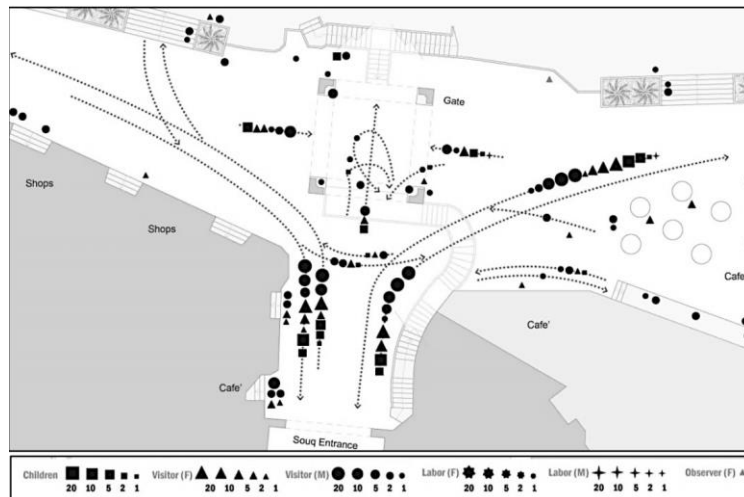 Gate
Shops
Shops
Cafe
Cafe'
Cafe'
Souq Entrance
Children 20 10 5 2 1 Visitor (F) 20 10 5 2 1 Visitor (M) 20 10 5 2 1 Labor (F) 20 10 5 2 1 Labor (M) 20 10 5 2 1 Observer (F)